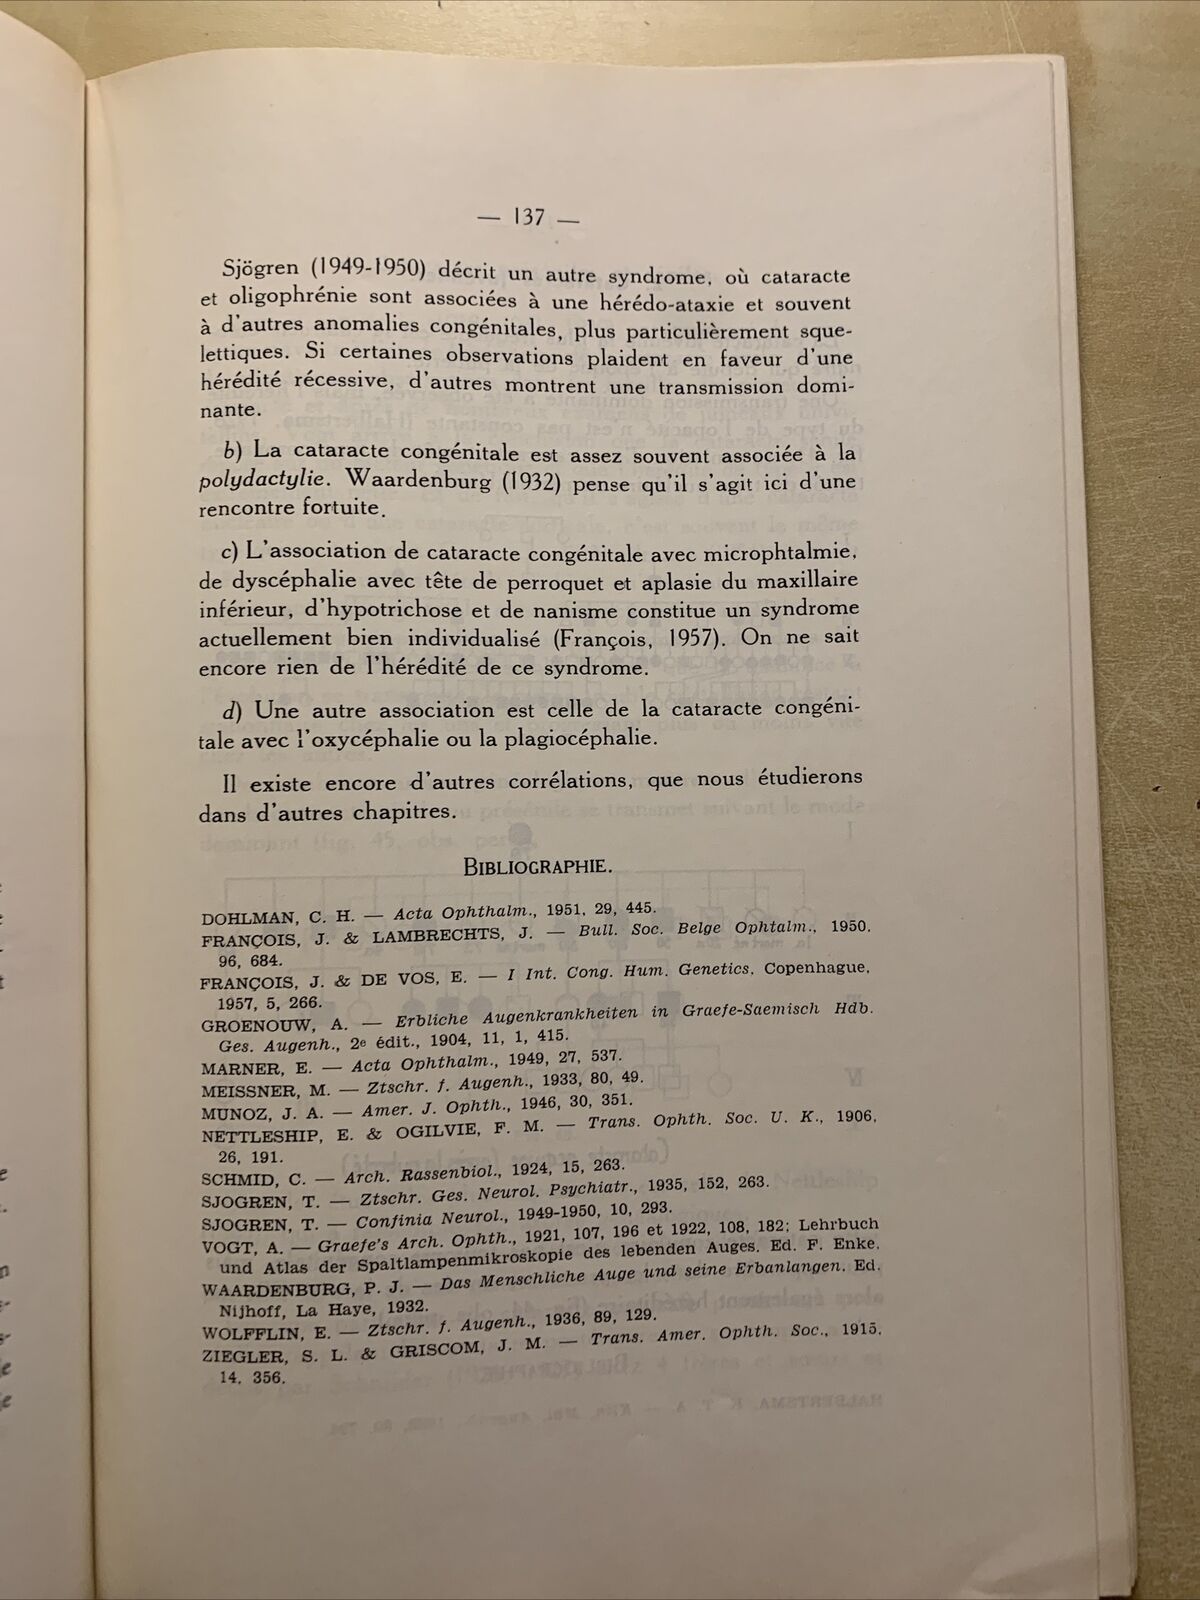 — 137 —
Sjögren (1949-1950) décrit un autre syndrome, où cataracte
et oligophrénie sont associées à une hérédo-ataxie et souvent
à d'autres anomalies congénitales, plus particulièrement sque-
lettiques. Si certaines observations plaident en faveur d'une
hérédité récessive, d'autres montrent une transmission domi-
nante.
b) La cataracte congénitale est assez souvent associée à la
polydactylie. Waardenburg (1932) pense qu'il s'agit ici d'une
rencontre fortuite.
c) L'association de cataracte congénitale avec microphtalmie,
de dyscéphalie avec tête de perroquet et aplasie du maxillaire
inférieur, d'hypotrichose et de nanisme constitue un syndrome
actuellement bien individualisé (François, 1957). On ne sait
encore rien de l'hérédité de ce syndrome.
d) Une autre association est celle de la cataracte congéni-
tale avec l'oxycéphalie ou la plagiocéphalie.
Il existe encore d'autres corrélations, que nous étudierons
dans d'autres chapitres.
BIBLIOGRAPHIE.
DOHLMAN, C. H. — Acta Ophthalm., 1951, 29, 445.
FRANÇOIS, J. & LAMBRECHTS, J. — Bull. Soc. Belge Ophtalm., 1950,
96, 684.
FRANÇOIS, J. & DE VOS, E. — I Int. Cong. Hum. Genetics, Copenhague,
1957, 5, 266.
GROENOUW, A. — Erbliche Augenkrankheiten in Graefe-Saemisch Hdb.
Ges. Augenh., 2e édit., 1904, 11, 1, 415.
MARNER, E. — Acta Ophthalm., 1949, 27, 537.
MEISSNER, M. — Ztschr. f. Augenh., 1933, 80, 49.
MUNOZ, J. A. — Amer. J. Ophth., 1946, 30, 351.
NETTLESHIP, E. & OGILVIE, F. M. — Trans. Ophth. Soc. U. K., 1906,
26, 191.
SCHMID, C. — Arch. Rassenbiol., 1924, 15, 263.
SJOGREN, T. — Ztschr. Ges. Neurol. Psychiatr., 1935, 152, 263.
SJOGREN, T. — Confinia Neurol., 1949-1950, 10, 293.
VOGT, A. — Graefe's Arch. Ophth., 1921, 107, 196 et 1922, 108, 182; Lehrbuch
und Atlas der Spaltlampenmikroskopie des lebenden Auges. Ed. F. Enke.
WAARDENBURG, P. J. — Das Menschliche Auge und seine Erbanlangen. Ed.
Nijhoff, La Haye, 1932.
WOLFFLIN, E. — Ztschr. f. Augenh., 1936, 89, 129.
ZIEGLER, S. L. & GRISCOM, J. M. — Trans. Amer. Ophth. Soc., 1915,
14, 356.